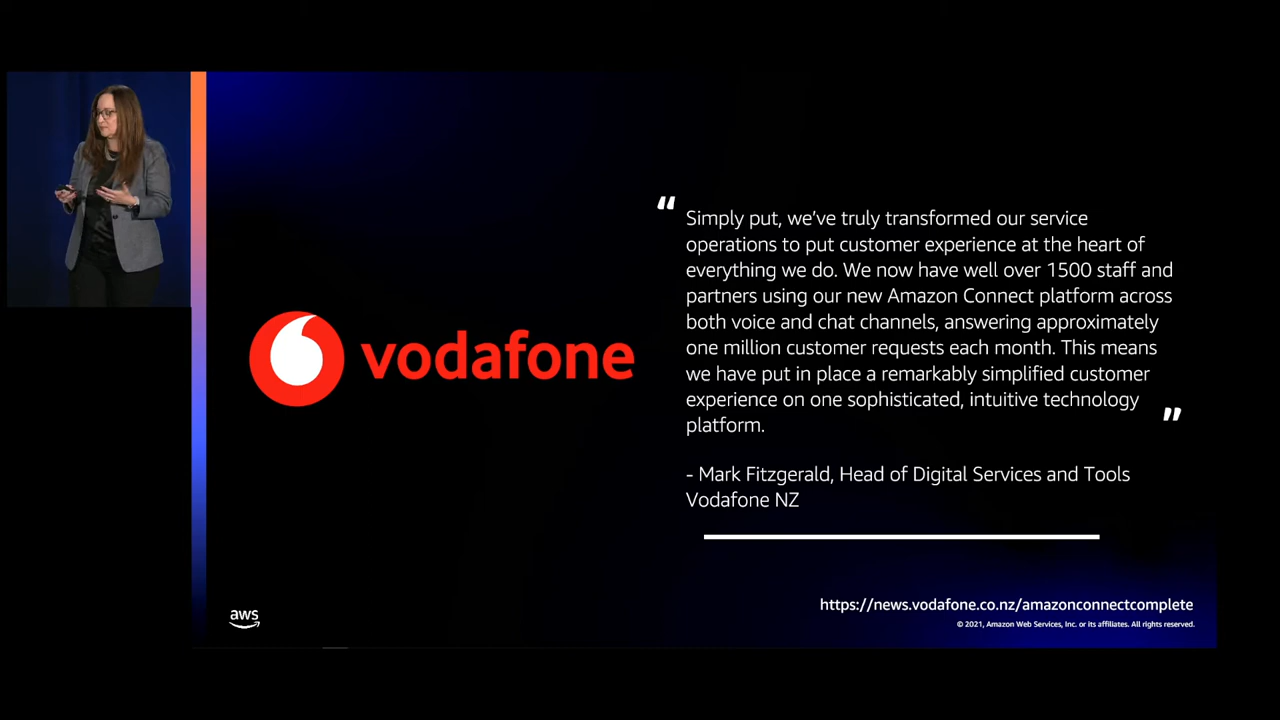 vodafone
“
Simply put, we’ve truly transformed our service
operations to put customer experience at the heart of
everything we do. We now have well over 1500 staff and
partners using our new Amazon Connect platform across
both voice and chat channels, answering approximately
one million customer requests each month. This means
we have put in place a remarkably simplified customer
experience on one sophisticated, intuitive technology
platform.
”
- Mark Fitzgerald, Head of Digital Services and Tools
Vodafone NZ
https://news.vodafone.co.nz/amazonconnectcomplete
aws
© 2021, Amazon Web Services, Inc. or its affiliates. All rights reserved.